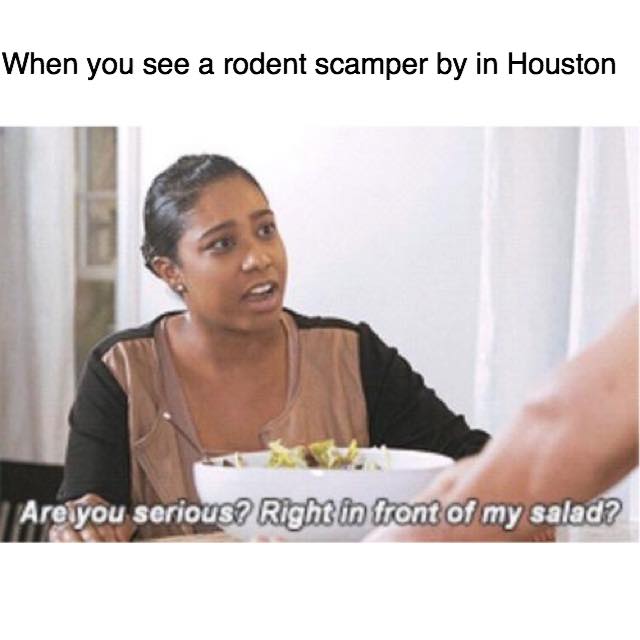 When you see a rodent scamper by in Houston
Are you serious? Right in front of my salad?